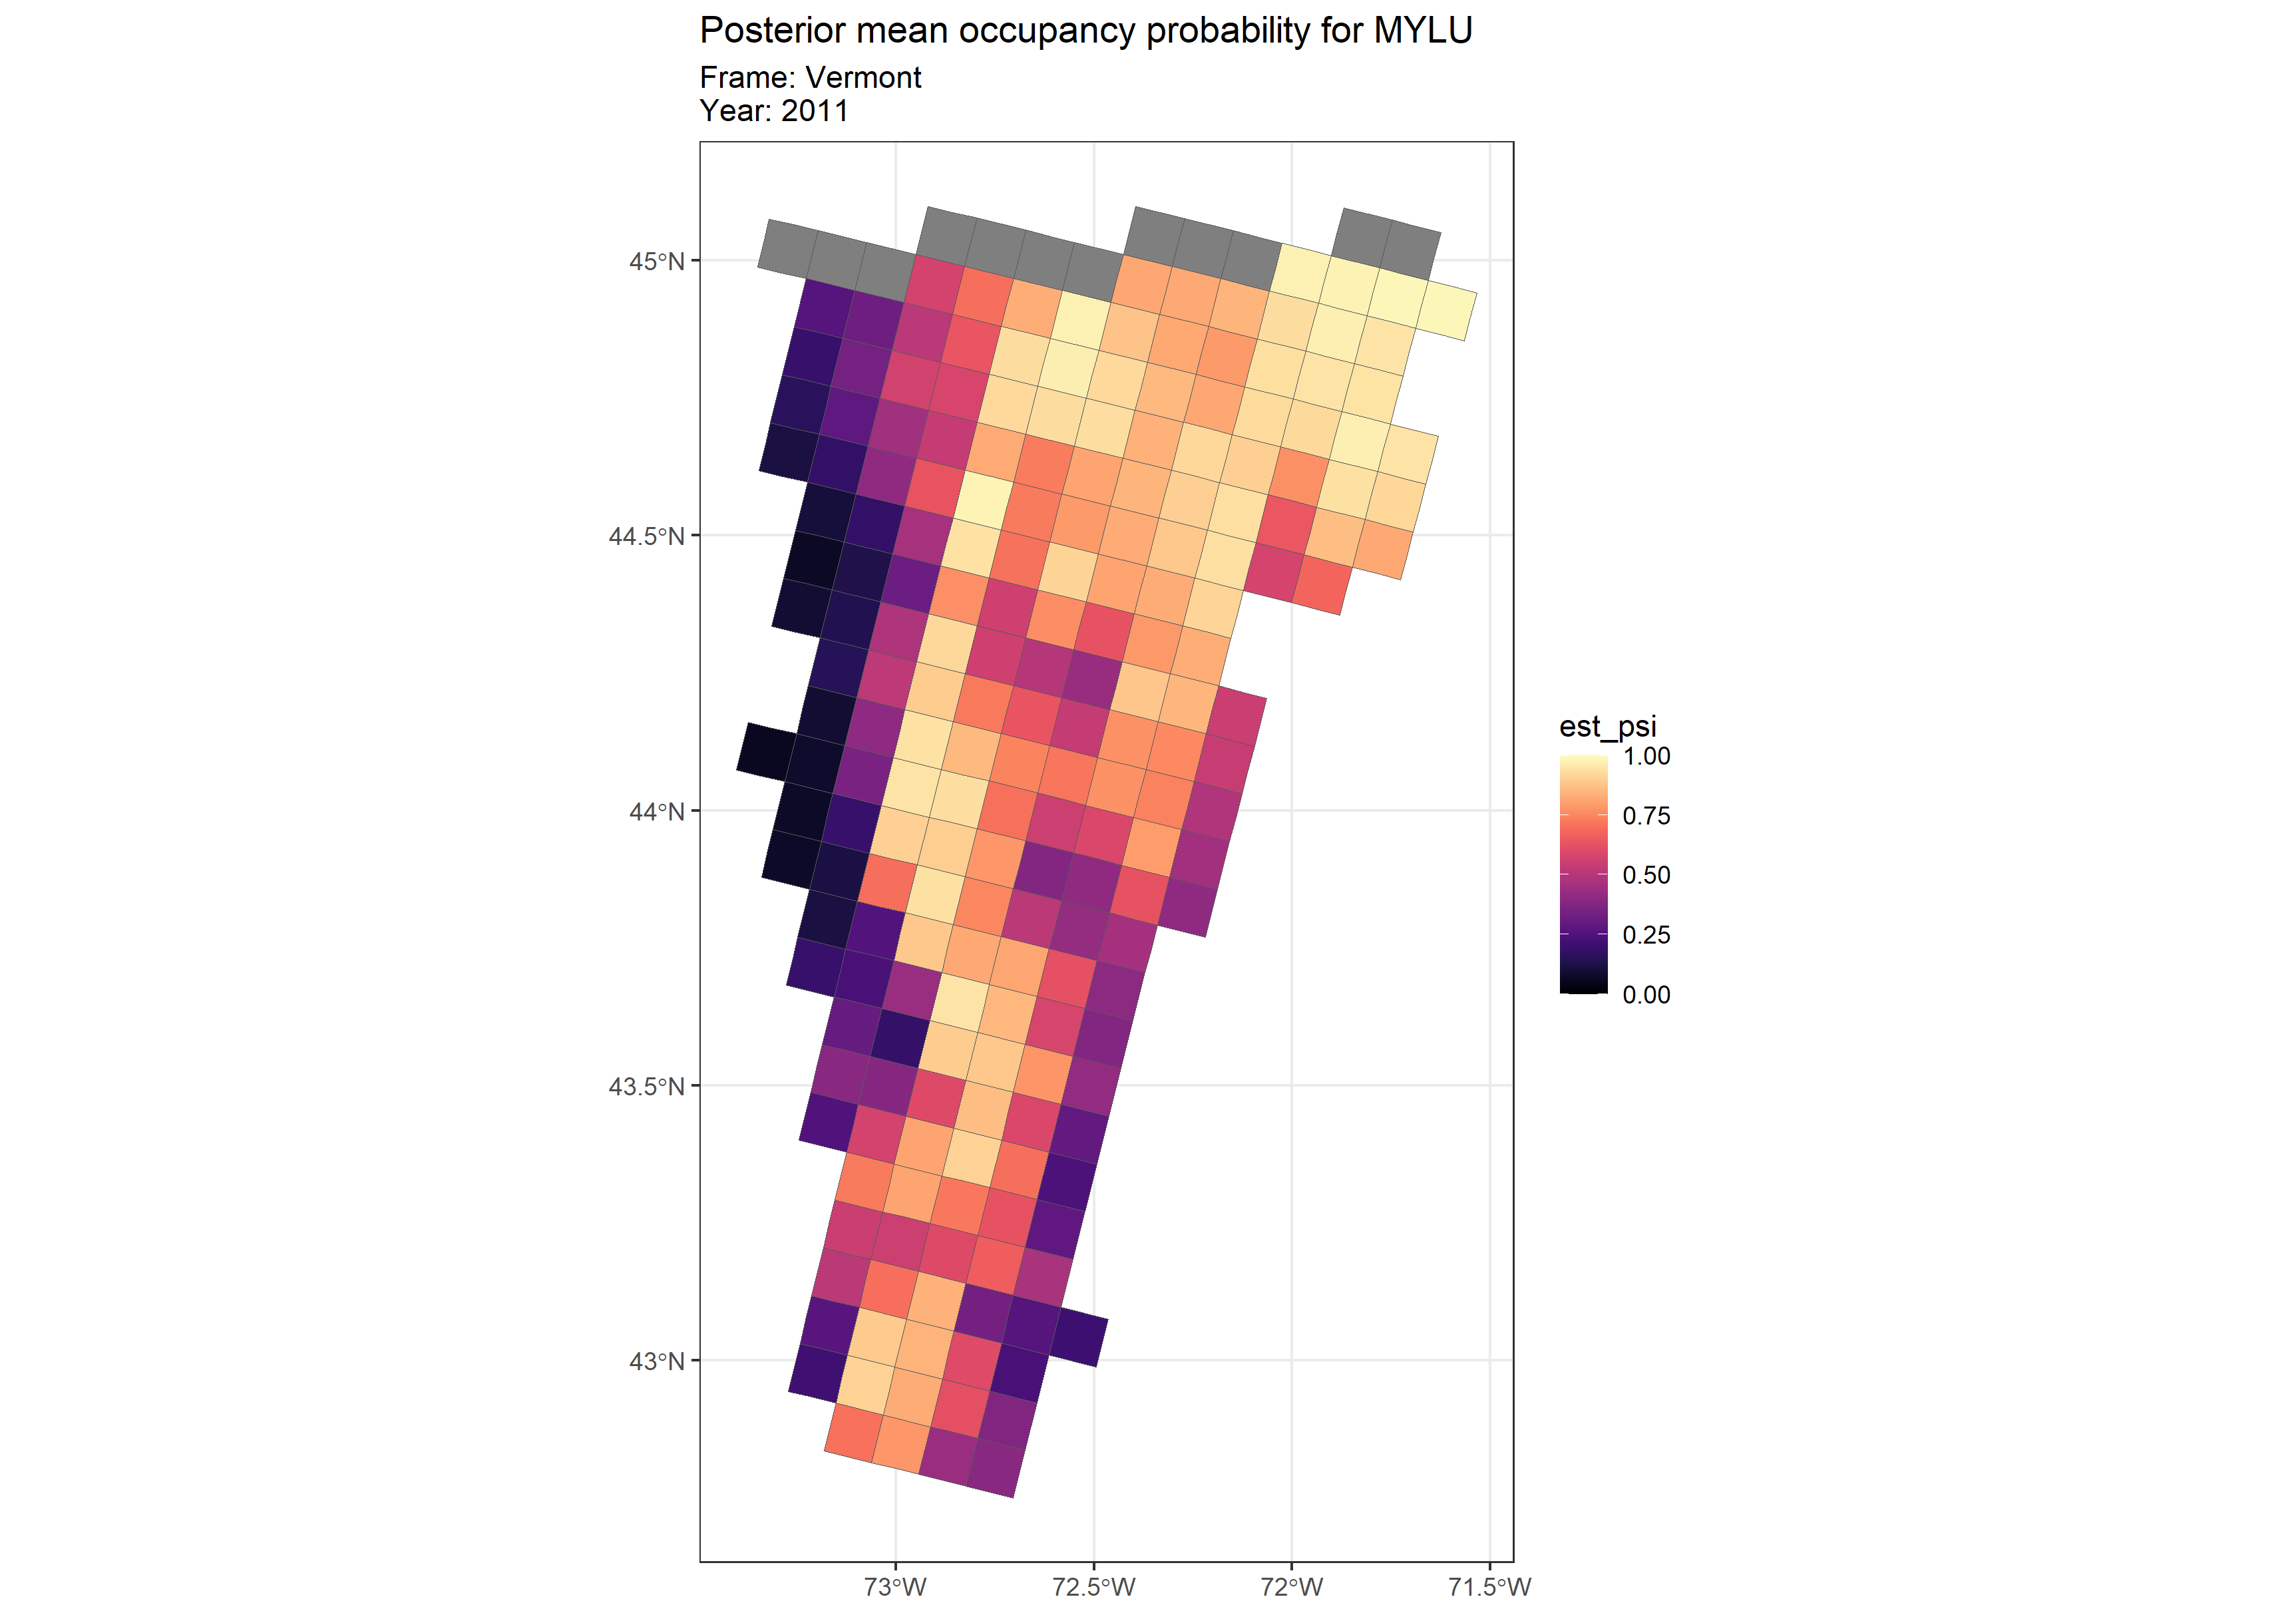 Posterior mean occupancy probability for MYLU
Frame: Vermont
Year: 2011
45°N
44.5°N
44°N
43.5°N
43°N
73°W
72.5°W
72°W
71.5°W
est_psi
1.00
0.75
0.50
0.25
0.00